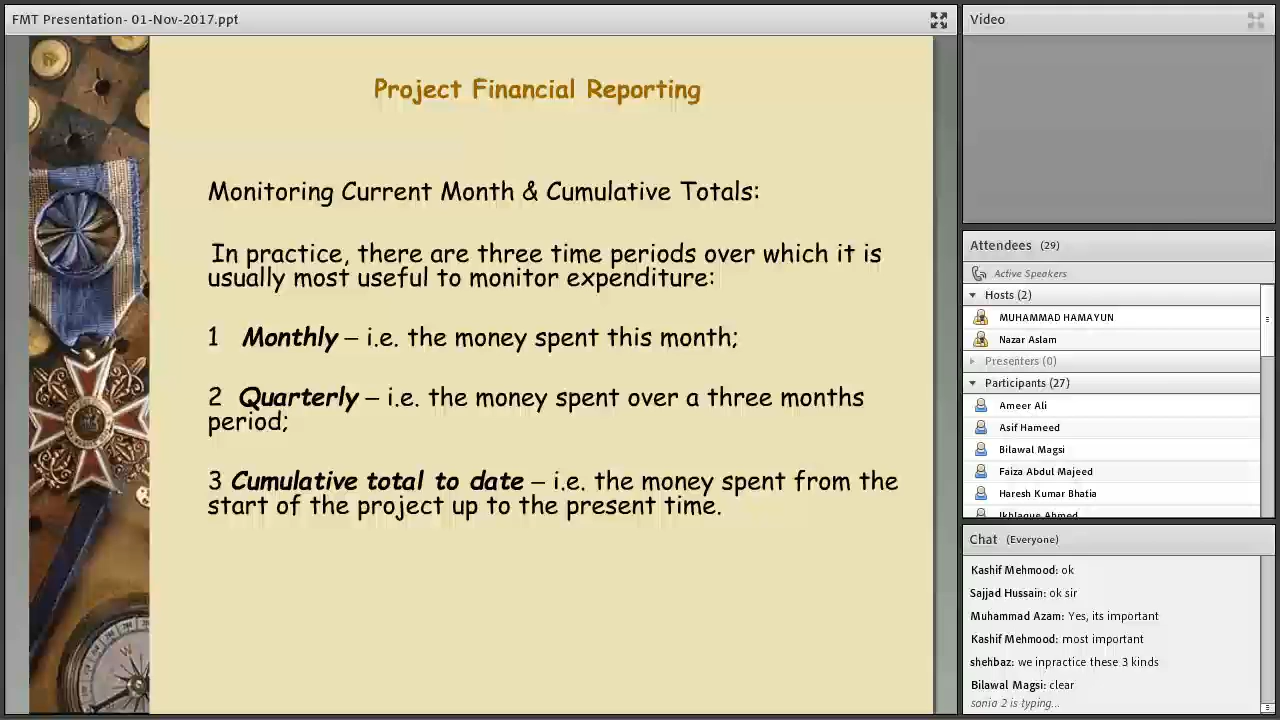 FMT Presentation- 01-Nov-2017.ppt
Project Financial Reporting
Monitoring Current Month & Cumulative Totals:
In practice, there are three time periods over which it is
usually most useful to monitor expenditure:
1 Monthly – i.e. the money spent this month;
2 Quarterly – i.e. the money spent over a three months
period;
3 Cumulative total to date – i.e. the money spent from the
start of the project up to the present time.
Video
Attendees (29)
Active Speakers
Hosts (2)
MUHAMMAD HAMAYUN
Nazar Aslam
Presenters (0)
Participants (27)
Ameer Ali
Asif Hameed
Bilawal Magsi
Faiza Abdul Majeed
Haresh Kumar Bhatia
Ikhlaque Ahmed
Chat (Everyone)
Kashif Mehmood: ok
Sajjad Hussain: ok sir
Muhammad Azam: Yes, its important
Kashif Mehmood: most important
shehbaz: we inpractice these 3 kinds
Bilawal Magsi: clear
sonia 2 is typing...